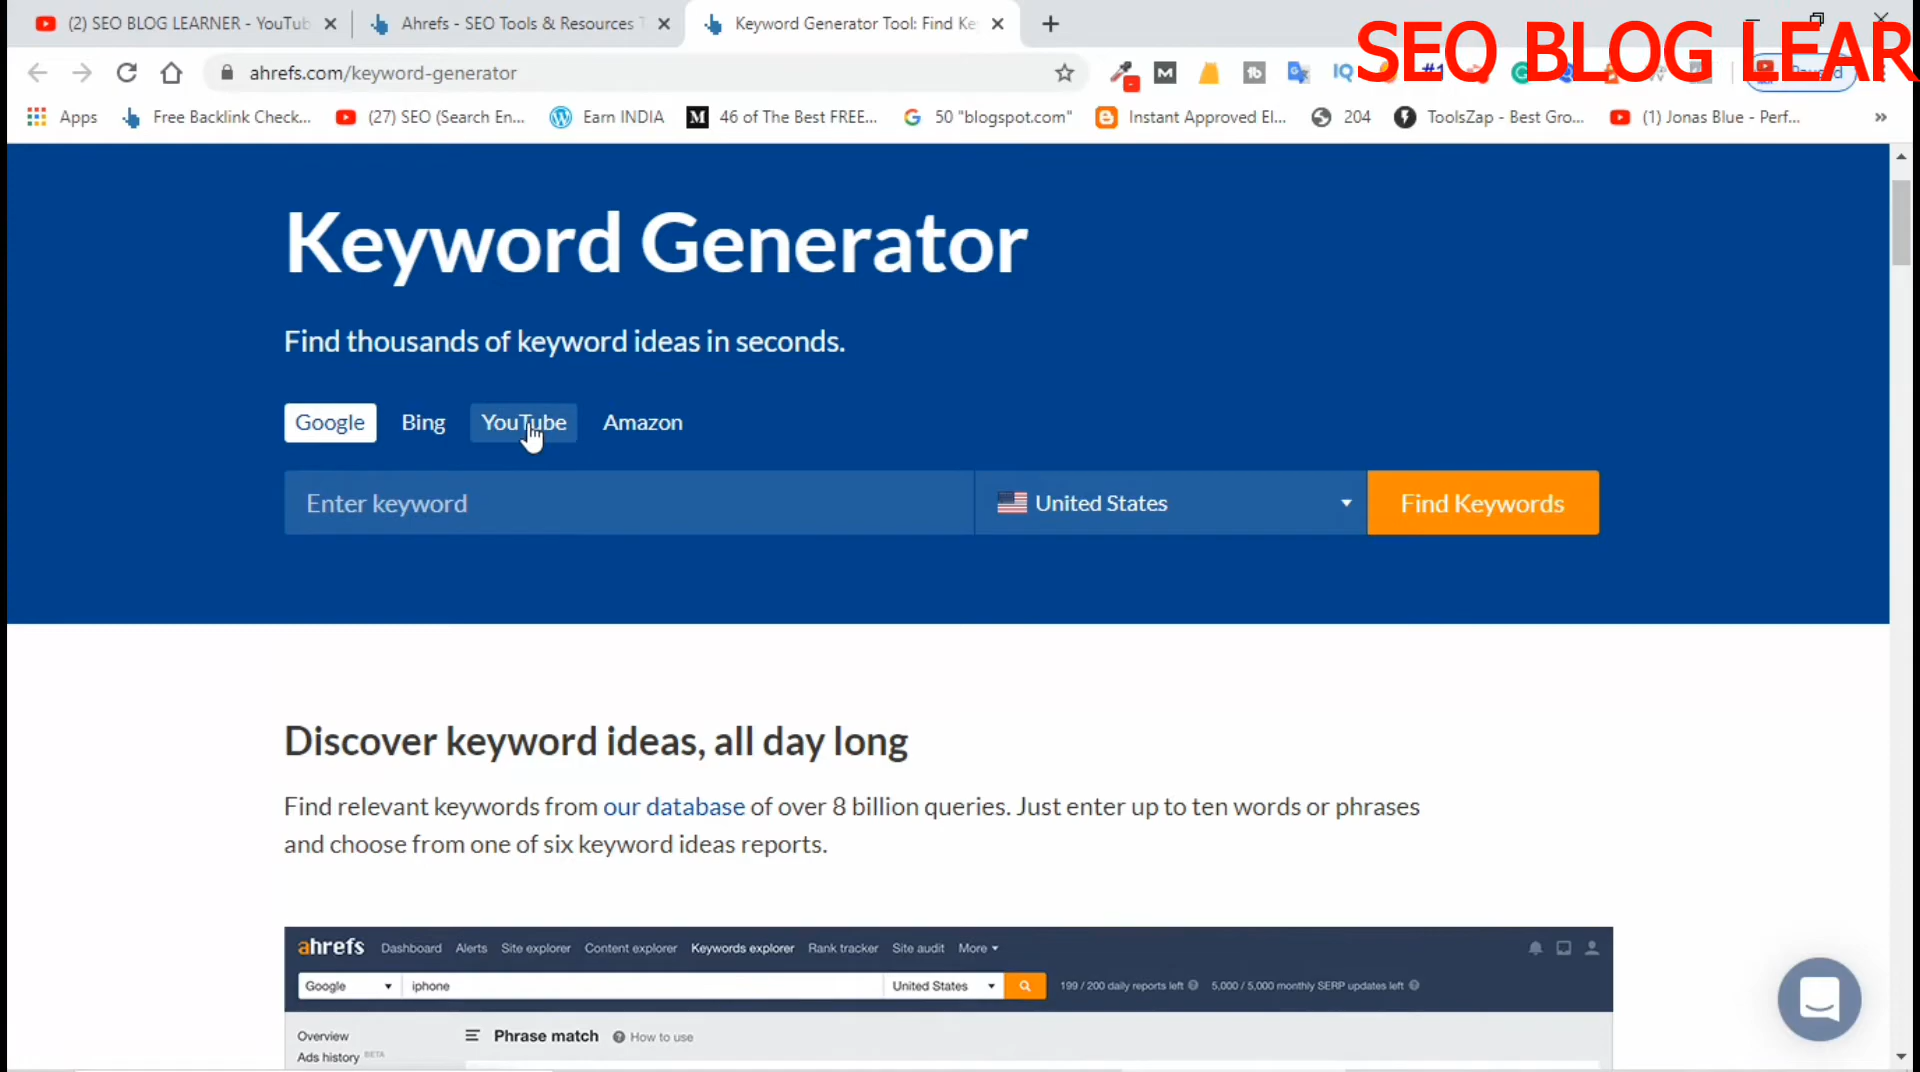 (2) SEO BLOG LEARNER - YouTub
Ahrefs - SEO Tools & Resources
Keyword Generator Tool: Find Ke
SEO BLOG LEAR
ahrefs.com/keyword-generator
Apps
Free Backlink Check...
(27) SEO (Search En...
Earn INDIA
46 of The Best FREE...
50 "blogspot.com"
Instant Approved El...
204
ToolsZap - Best Gro...
(1) Jonas Blue - Perf...
Keyword Generator
Find thousands of keyword ideas in seconds.
Google Bing YouTube Amazon
Enter keyword
United States
Find Keywords
Discover keyword ideas, all day long
Find relevant keywords from our database of over 8 billion queries. Just enter up to ten words or phrases
and choose from one of six keyword ideas reports.
ahrefs Dashboard Alerts Site explorer Content explorer Keywords explorer Rank tracker Site audit More
Google iphone United States 199 / 200 daily reports left 5,000 / 5,000 monthly SERP updates left
Overview
Phrase match How to use
Ads history BETA